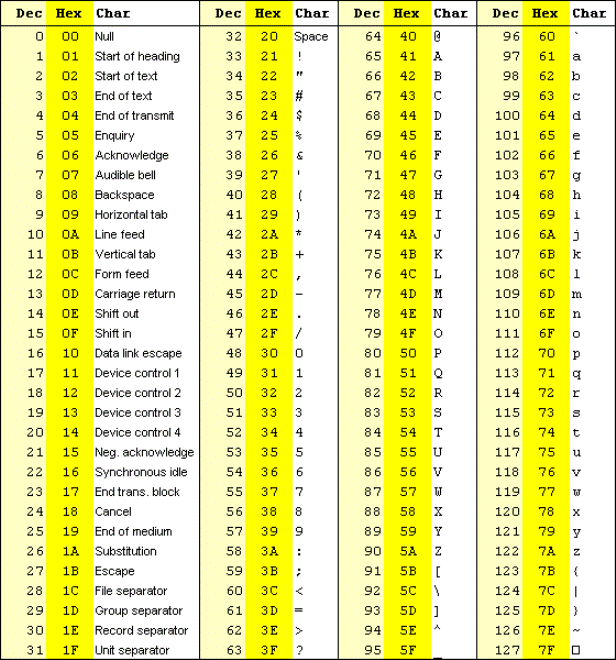 Dec Hex Char Dec Hex Char Dec Hex Char Dec Hex Char
0 00 Null 32 20 Space 64 40 @ 96 60 `
1 01 Start of heading 33 21 ! 65 41 A 97 61 a
2 02 Start of text 34 22 " 66 42 B 98 62 b
3 03 End of text 35 23 # 67 43 C 99 63 c
4 04 End of transmit 36 24 $ 68 44 D 100 64 d
5 05 Enquiry 37 25 % 69 45 E 101 65 e
6 06 Acknowledge 38 26 & 70 46 F 102 66 f
7 07 Audible bell 39 27 ' 71 47 G 103 67 g
8 08 Backspace 40 28 ( 72 48 H 104 68 h
9 09 Horizontal tab 41 29 ) 73 49 I 105 69 i
10 0A Line feed 42 2A * 74 4A J 106 6A j
11 0B Vertical tab 43 2B + 75 4B K 107 6B k
12 0C Form feed 44 2C , 76 4C L 108 6C l
13 0D Carriage return 45 2D - 77 4D M 109 6D m
14 0E Shift out 46 2E . 78 4E N 110 6E n
15 0F Shift in 47 2F / 79 4F O 111 6F o
16 10 Data link escape 48 30 0 80 50 P 112 70 p
17 11 Device control 1 49 31 1 81 51 Q 113 71 q
18 12 Device control 2 50 32 2 82 52 R 114 72 r
19 13 Device control 3 51 33 3 83 53 S 115 73 s
20 14 Device control 4 52 34 4 84 54 T 116 74 t
21 15 Neg. acknowledge 53 35 5 85 55 U 117 75 u
22 16 Synchronous idle 54 36 6 86 56 V 118 76 v
23 17 End trans. block 55 37 7 87 57 W 119 77 w
24 18 Cancel 56 38 8 88 58 X 120 78 x
25 19 End of medium 57 39 9 89 59 Y 121 79 y
26 1A Substitution 58 3A : 90 5A Z 122 7A z
27 1B Escape 59 3B ; 91 5B [ 123 7B {
28 1C File separator 60 3C < 92 5C \ 124 7C |
29 1D Group separator 61 3D = 93 5D ] 125 7D }
30 1E Record separator 62 3E > 94 5E ^ 126 7E ~
31 1F Unit separator 63 3F ? 95 5F _ 127 7F □